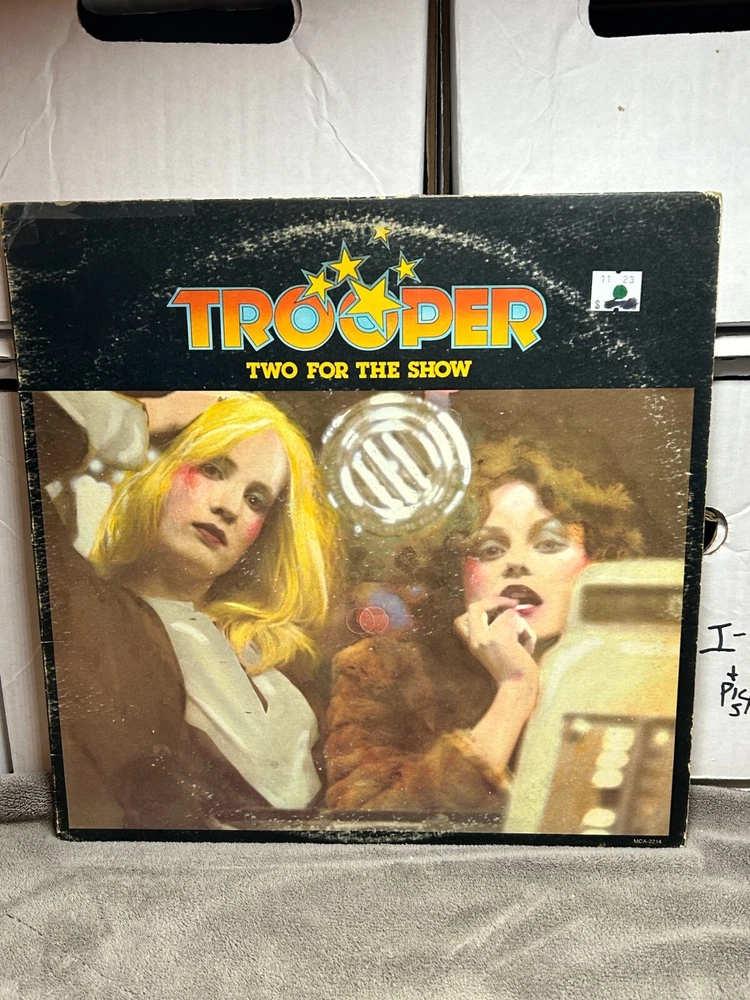 11 23
$
TROOPER
TWO FOR THE SHOW
I-
+
MCA-2214